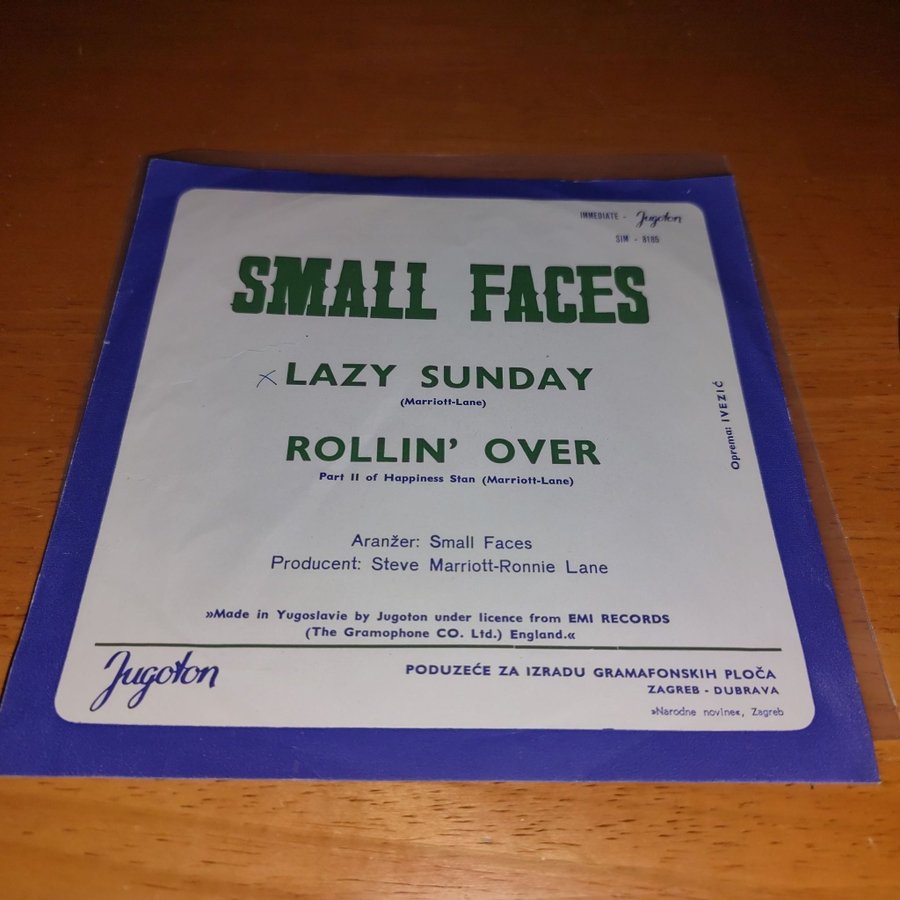 IMMEDIATE - Jugoton
SIM - 8185
SMALL FACES
LAZY SUNDAY
(Marriott-Lane)
ROLLIN' OVER
Part II of Happiness Stan (Marriott-Lane)
Oprema: IVEZIĆ
Aranžer: Small Faces
Producent: Steve Marriott-Ronnie Lane
»Made in Yugoslavie by Jugoton under licence from EMI RECORDS
(The Gramophone CO. Ltd.) England.«
Jugoton
PODUZEĆE ZA IZRADU GRAMAFONSKIH PLOČA
ZAGREB - DUBRAVA
»Narodne novine«, Zagreb